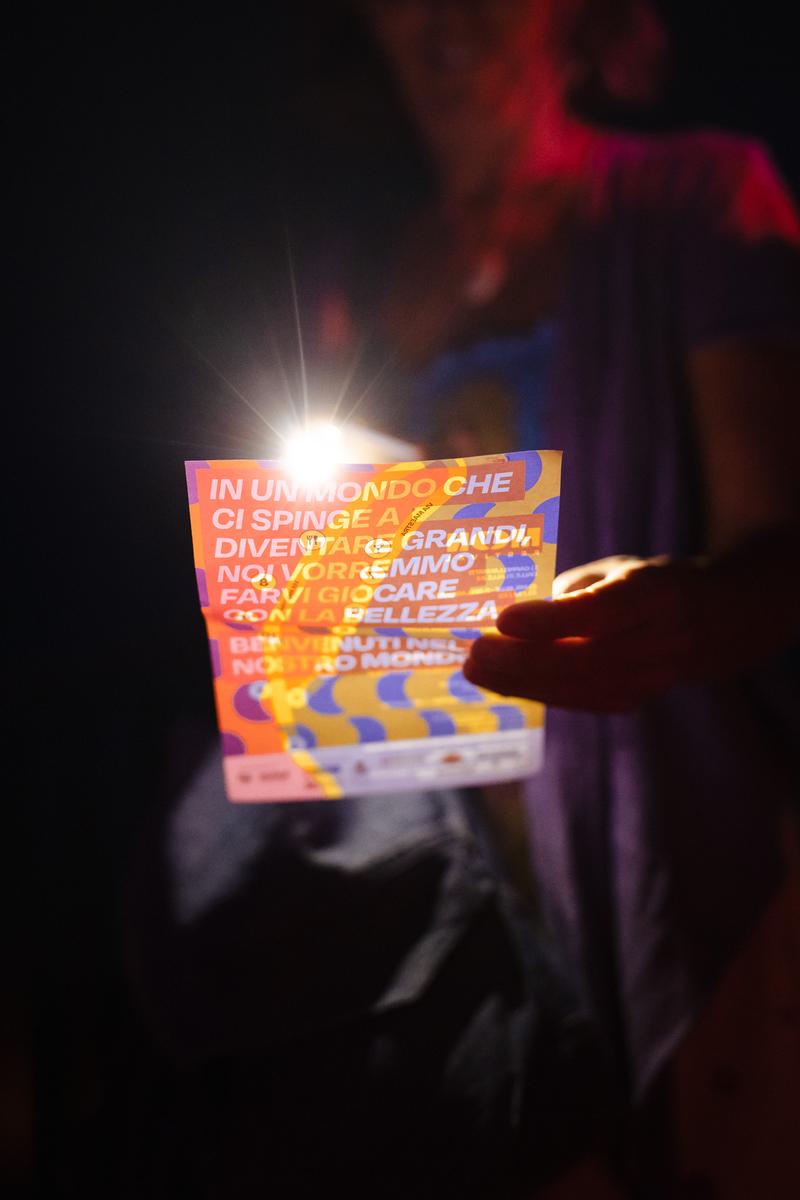 IN UN MONDO CHE
CI SPINGE A
DIVENTARE GRANDI,
NOI VORREMMO
FARVI GIOCARE
CON LA BELLEZZA
BENVENUTI NEL
NOSTRO MONDO